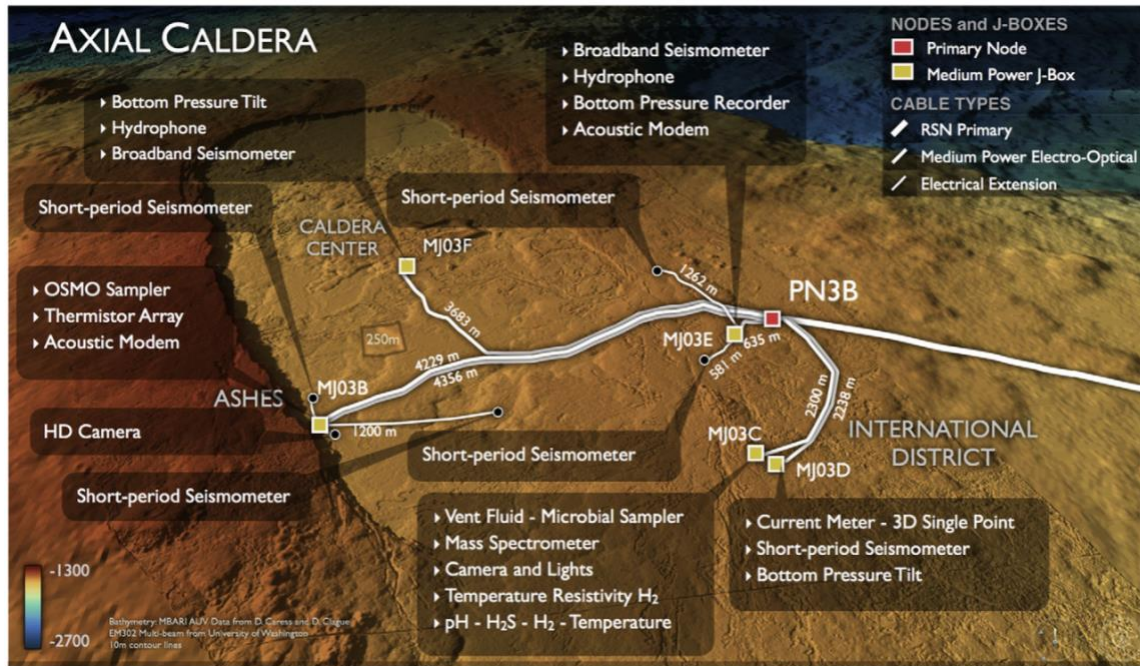 AXIAL CALDERA
NODES and J-BOXES
Primary Node
Medium Power J-Box
CABLE TYPES
RSN Primary
Medium Power Electro-Optical
Electrical Extension
Broadband Seismometer
Hydrophone
Bottom Pressure Recorder
Acoustic Modem
Bottom Pressure Tilt
Hydrophone
Broadband Seismometer
Short-period Seismometer
Short-period Seismometer
CALDERA
CENTER
MJ03F
1262 m
PN3B
OSMO Sampler
Thermistor Array
Acoustic Modem
3683 m
250m
MJ03E
635 m
581 m
4229 m
4356 m
MJ03B
ASHES
2300 m
2238 m
HD Camera
1200 m
MJ03C
INTERNATIONAL
DISTRICT
MJ03D
Short-period Seismometer
Short-period Seismometer
Vent Fluid - Microbial Sampler
Mass Spectrometer
Camera and Lights
Temperature Resistivity H₂
pH - H₂S - H₂ - Temperature
Current Meter - 3D Single Point
Short-period Seismometer
Bottom Pressure Tilt
-1300
-2700
Bathymetry: MBARI AUV Data from D. Caress and D. Clague
EM302 Multi-beam from University of Washington
10m contour lines